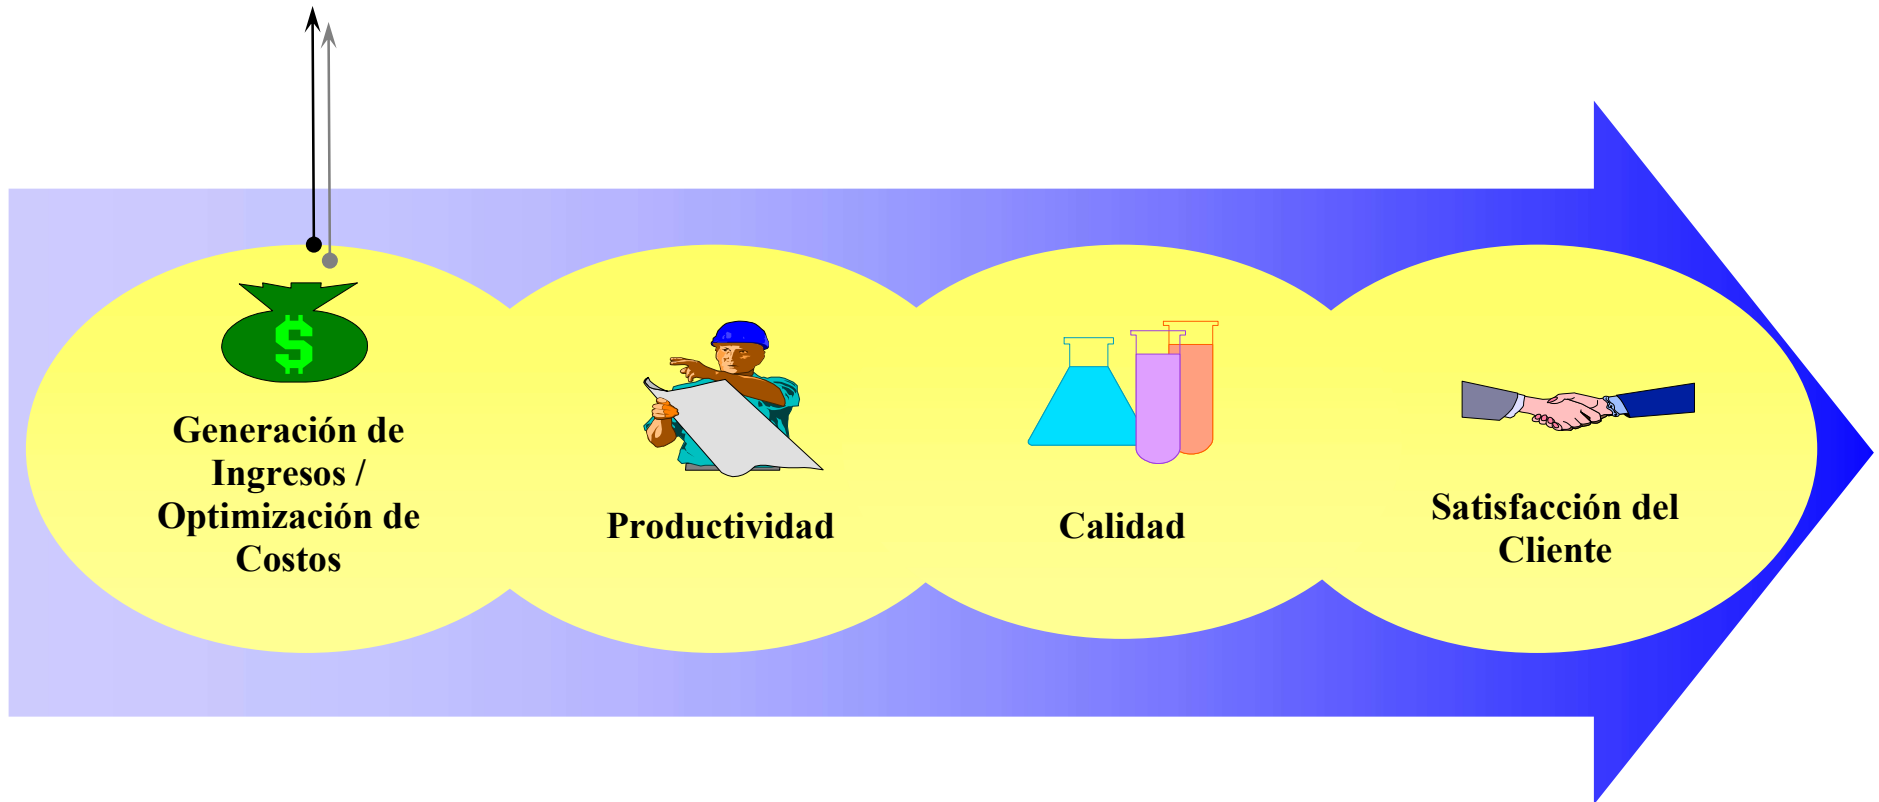 Generación de
Ingresos /
Optimización de
Costos
Productividad
Calidad
Satisfacción del
Cliente
$